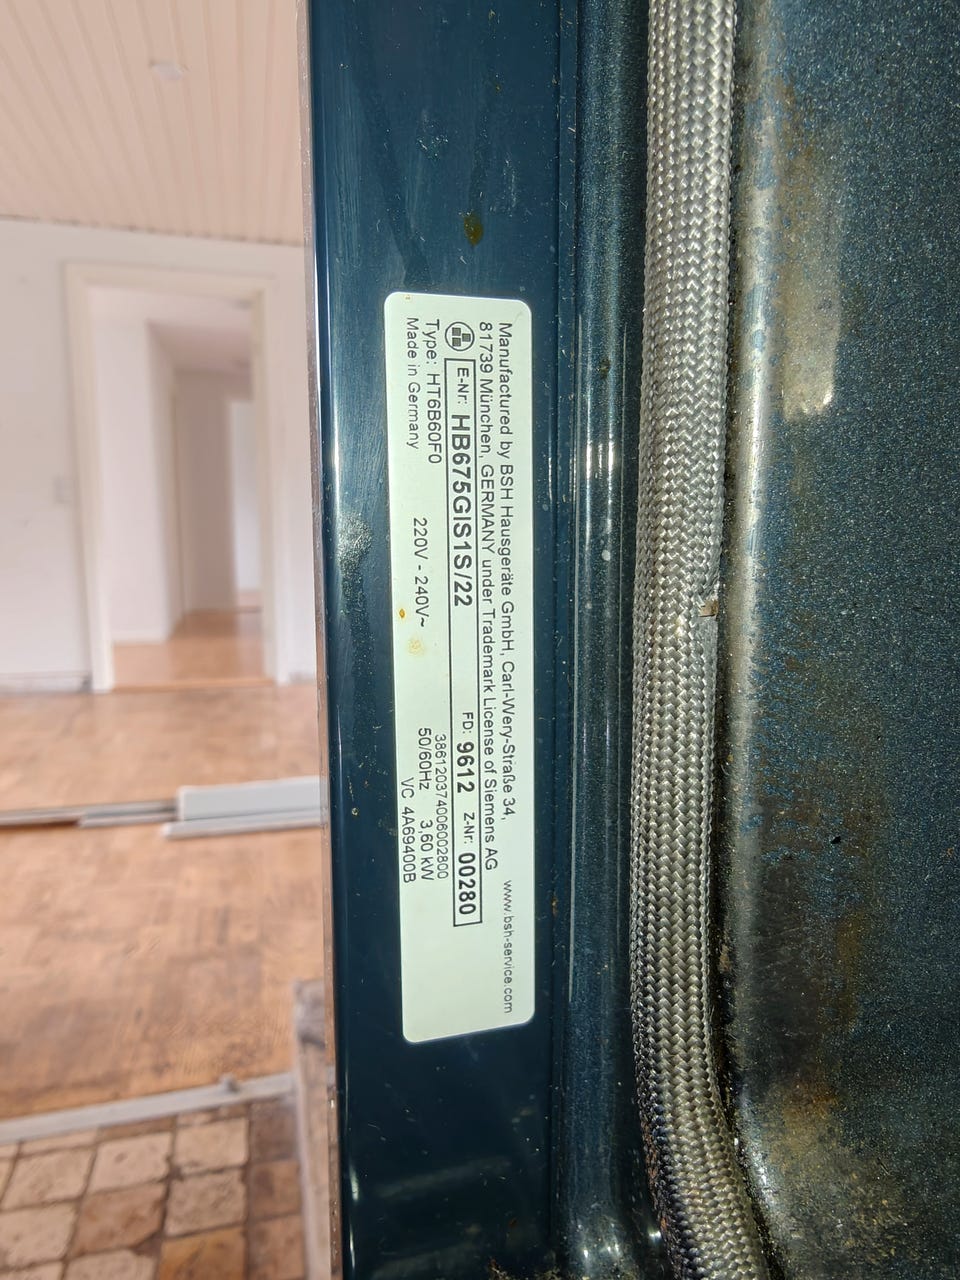 Manufactured by BSH Hausgeräte GmbH, Carl-Wery-Straße 34,
81739 München, GERMANY under Trademark License of Siemens AG
www.bsh-service.com
E-Nr: HB675GIS1S/22 FD: 9612 Z-Nr: 00280
386120374006002800
Type: HT6B60F0 220V - 240V~ 50/60Hz 3,60 kW
Made in Germany VC 4A69400B